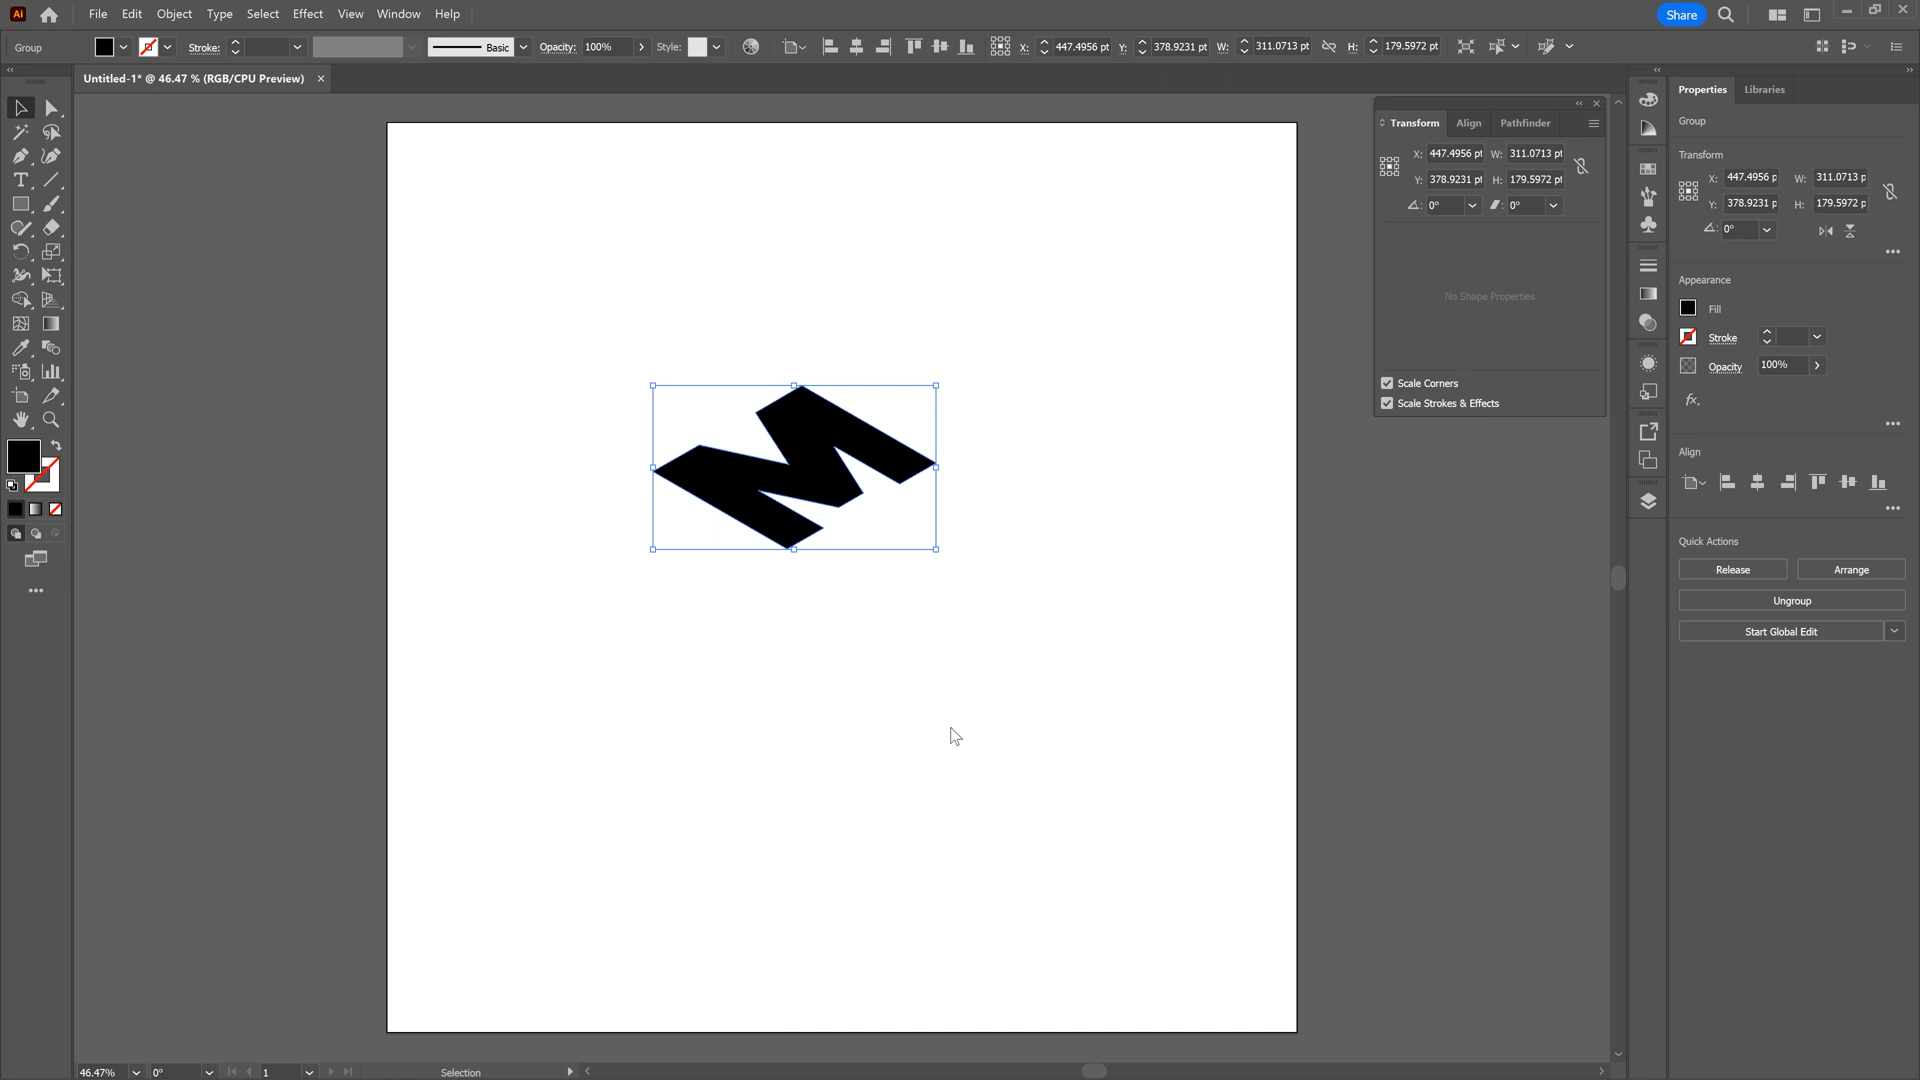 Ai File Edit Object Type Select Effect View Window Help Share
Group Stroke: Basic Opacity: 100% Style: X: 447.4956 pt Y: 378.9231 pt W: 311.0713 pt H: 179.5972 pt
Untitled-1* @ 46.47 % (RGB/CPU Preview) ×
Transform Align Pathfinder
X: 447.4956 pt W: 311.0713 pt
Y: 378.9231 pt H: 179.5972 pt
0° 0°
No Shape Properties
Scale Corners
Scale Strokes & Effects
Properties Libraries
Group
Transform
X: 447.4956 p W: 311.0713 p
Y: 378.9231 p H: 179.5972 p
0°
Appearance
Fill
Stroke
Opacity 100%
fx.
Align
Quick Actions
Release Arrange
Ungroup
Start Global Edit
M
46.47% 0° 1 Selection